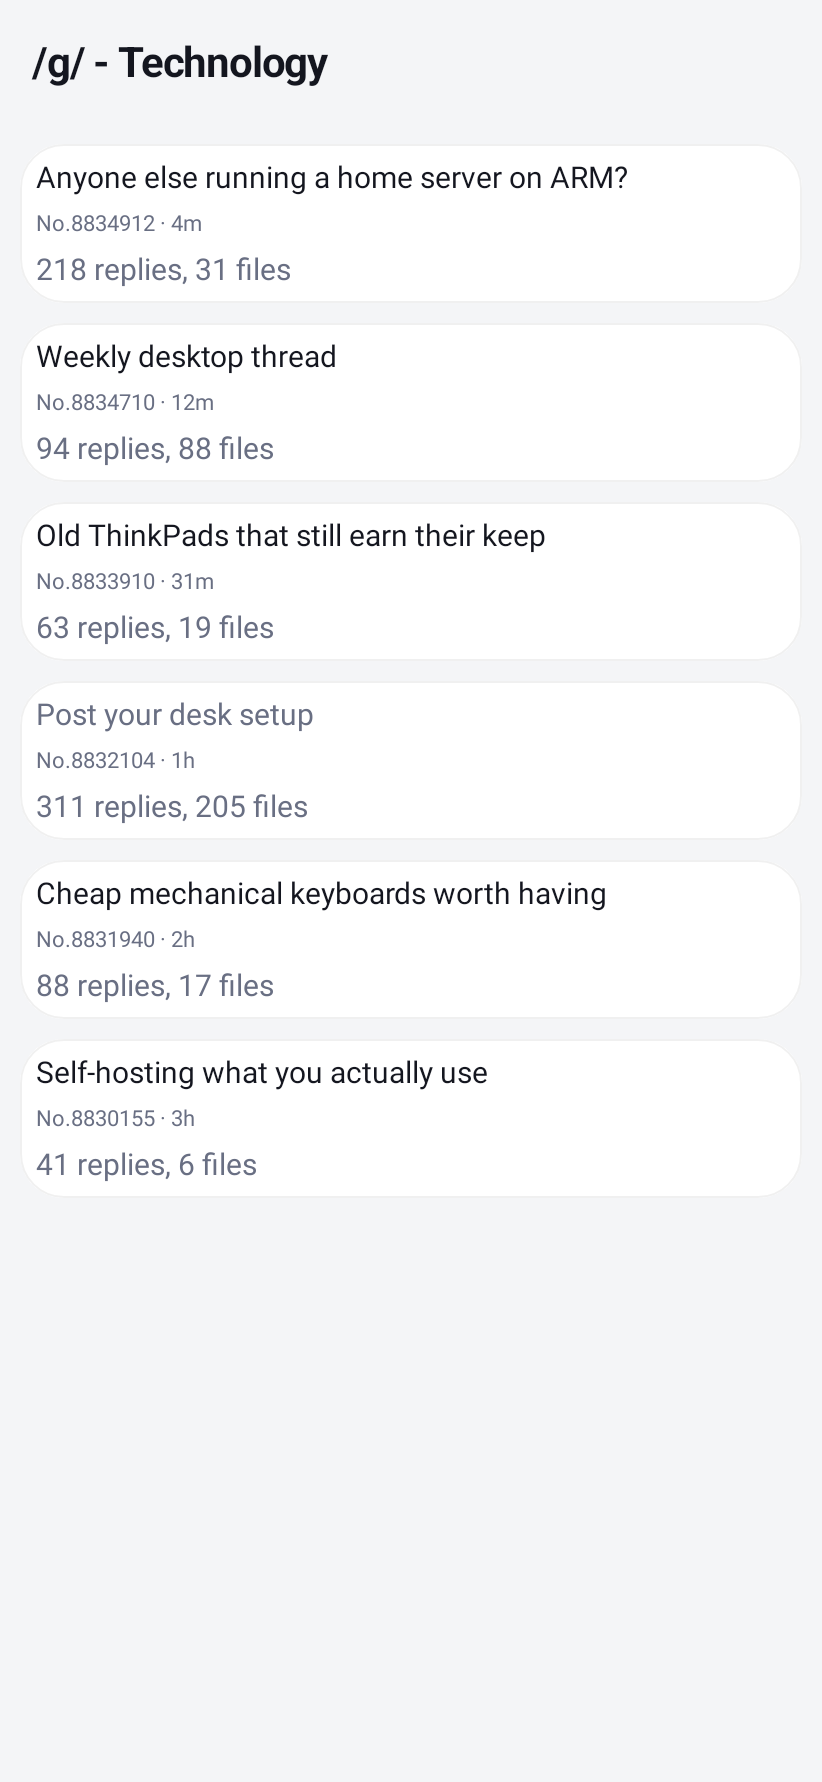 /g/ - Technology
Anyone else running a home server on ARM?
No.8834912 · 4m
218 replies, 31 files
Weekly desktop thread
No.8834710 · 12m
94 replies, 88 files
Old ThinkPads that still earn their keep
No.8833910 · 31m
63 replies, 19 files
Post your desk setup
No.8832104 · 1h
311 replies, 205 files
Cheap mechanical keyboards worth having
No.8831940 · 2h
88 replies, 17 files
Self-hosting what you actually use
No.8830155 · 3h
41 replies, 6 files